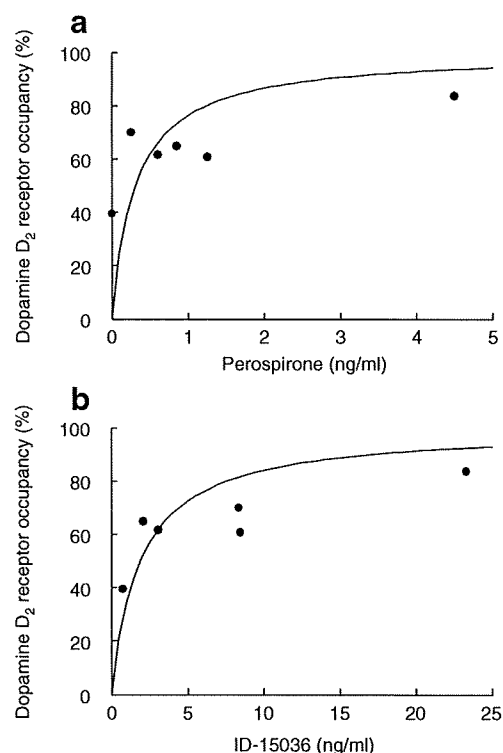 a
Dopamine D2 receptor occupancy (%)
100
80
60
40
20
0
0 1 2 3 4 5
Perospirone (ng/ml)
b
Dopamine D2 receptor occupancy (%)
100
80
60
40
20
0
0 5 10 15 20 25
ID-15036 (ng/ml)